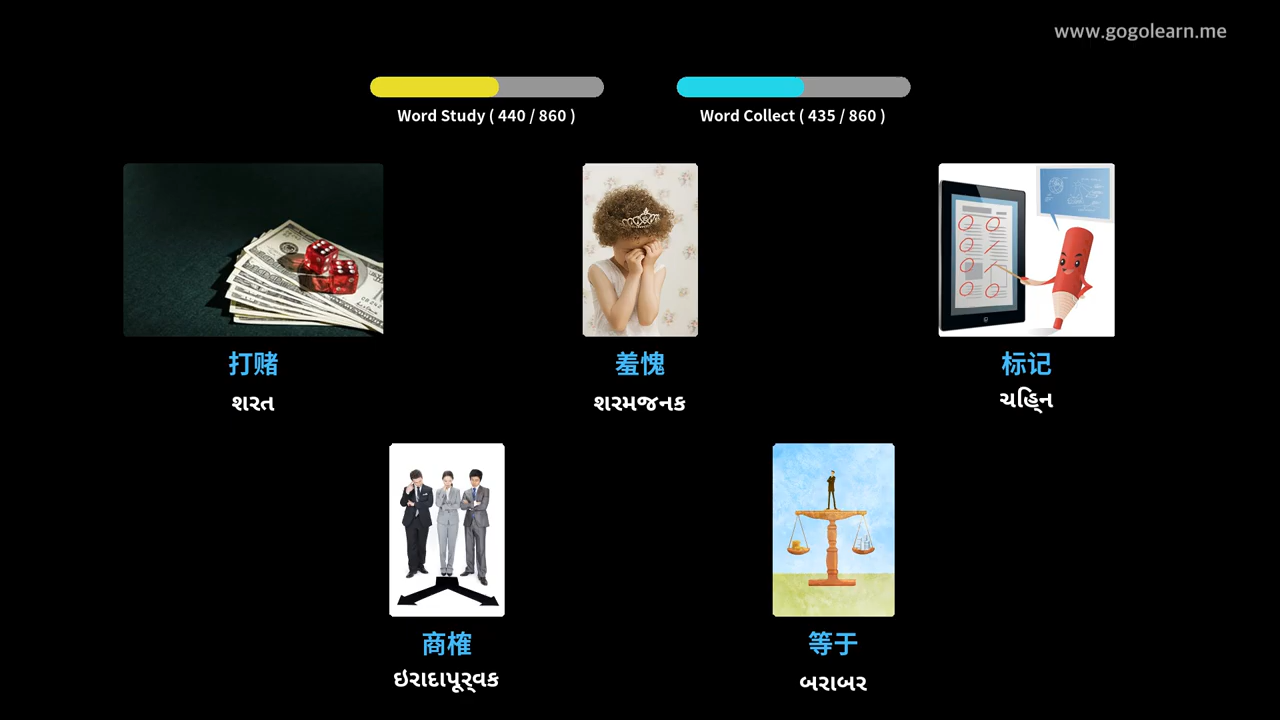 www.gogolearn.me
Word Study ( 440 / 860 )
Word Collect ( 435 / 860 )
打赌
શરત
羞愧
શરમજનક
标记
ચહ્નિ
商榷
ઇરાદાપૂર્વક
等于
બરાબર